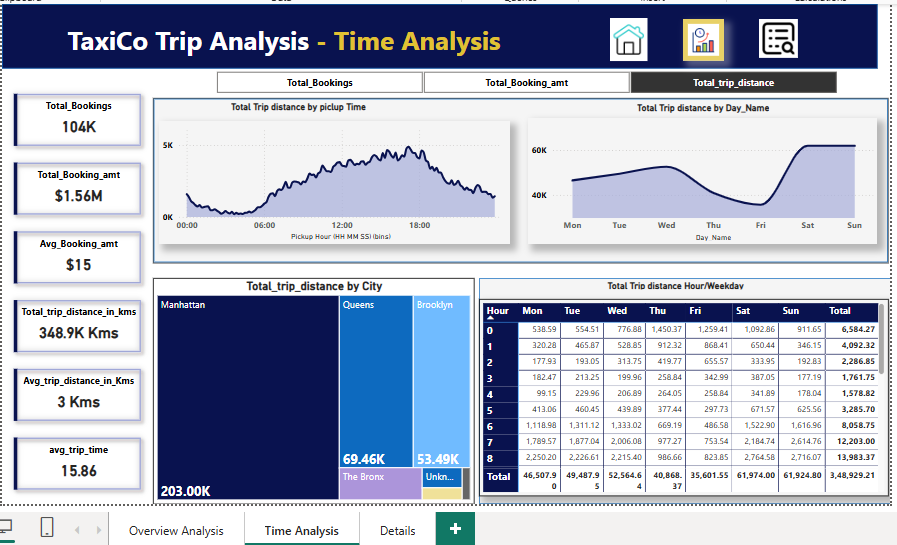 TaxiCo Trip Analysis - Time Analysis
Total_Bookings
Total_Booking_amt
Total_trip_distance
Total_Bookings
104K
Total_Booking_amt
$1.56M
Avg_Booking_amt
$15
Total_trip_distance_in_kms
348.9K Kms
Avg_trip_distance_in_Kms
3 Kms
avg_trip_time
15.86
Total Trip distance by piclup Time
5K
0K
00:00 06:00 12:00 18:00
Pickup Hour (HH MM SS) (bins)
Total Trip distance by Day_Name
60K
40K
Mon Tue Wed Thu Fri Sat Sun
Day_Name
Total_trip_distance by City
Manhattan
203.00K
Queens
69.46K
Brooklyn
53.49K
The Bronx
Unkn...
Total Trip distance Hour/Weekday
Hour Mon Tue Wed Thu Fri Sat Sun Total
0 538.59 554.51 776.88 1,450.37 1,259.41 1,092.86 911.65 6,584.27
1 320.28 465.87 528.85 912.32 868.41 650.44 346.15 4,092.32
2 177.93 193.05 313.75 419.77 655.57 333.95 192.83 2,286.85
3 182.47 213.25 199.96 258.84 342.99 387.05 177.19 1,761.75
4 99.15 229.96 206.89 264.05 258.84 341.89 178.04 1,578.82
5 413.06 460.45 439.89 377.44 297.73 671.57 625.56 3,285.70
6 1,118.98 1,311.12 1,333.02 669.19 486.58 1,522.90 1,616.96 8,058.75
7 1,789.57 1,877.04 2,006.08 977.27 753.54 2,184.74 2,614.76 12,203.00
8 2,250.20 2,226.61 2,215.40 986.66 823.85 2,764.58 2,716.07 13,983.37
Total 46,507.90 49,487.95 52,564.64 40,868.37 35,601.55 61,974.00 61,924.80 3,48,929.21
Overview Analysis
Time Analysis
Details
+